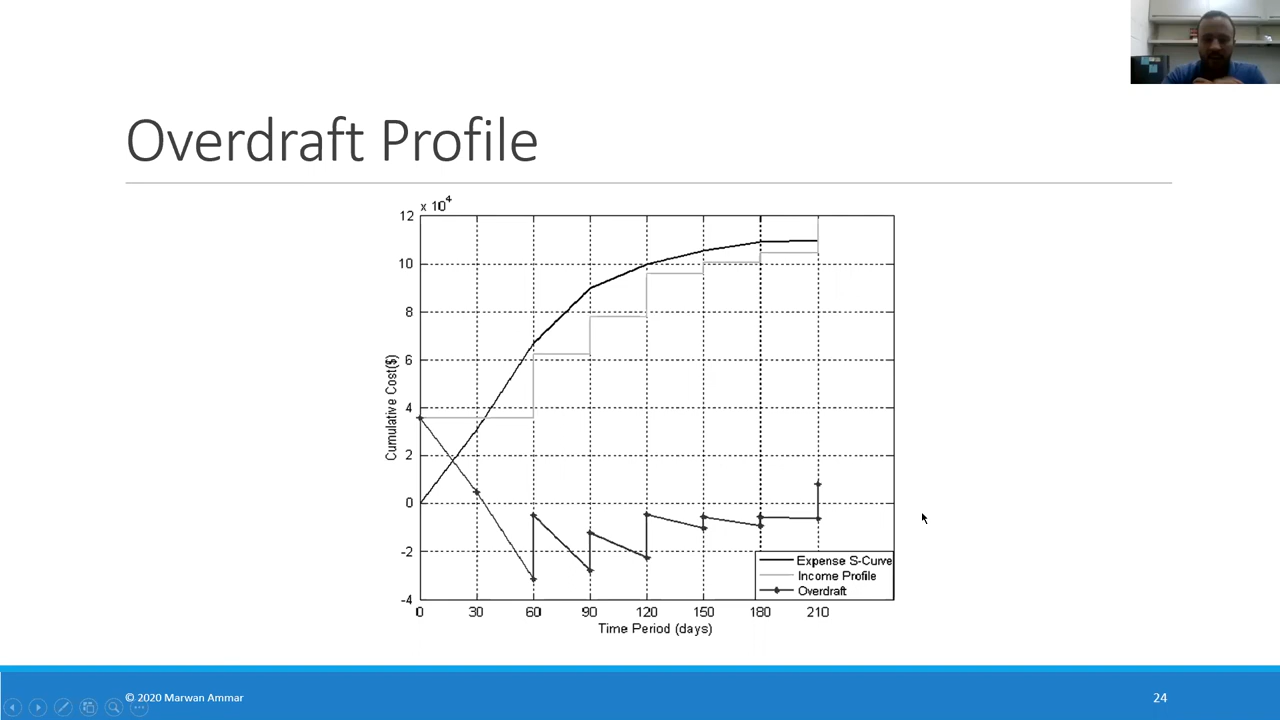 Overdraft Profile
x 10^4
12
10
8
6
4
2
0
-2
-4
Cumulative Cost($)
0 30 60 90 120 150 180 210
Time Period (days)
Expense S-Curve
Income Profile
Overdraft
© 2020 Marwan Ammar
24